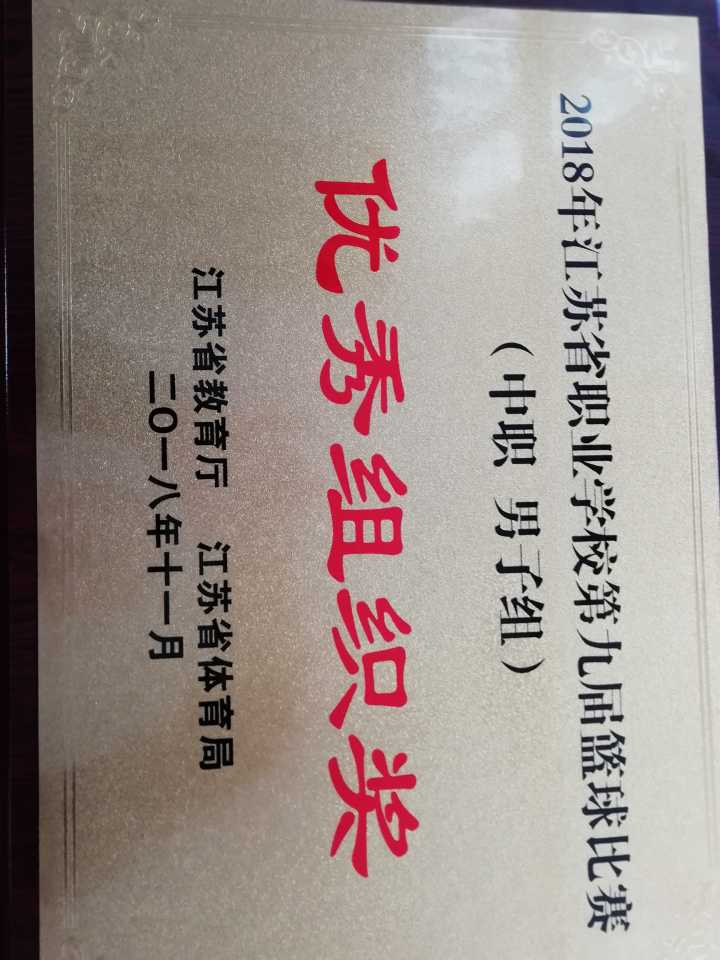 2018年江苏省职业学校第九届篮球比赛
（中职 男子组）
优秀组织奖
江苏省教育厅 江苏省体育局
二〇一八年十一月